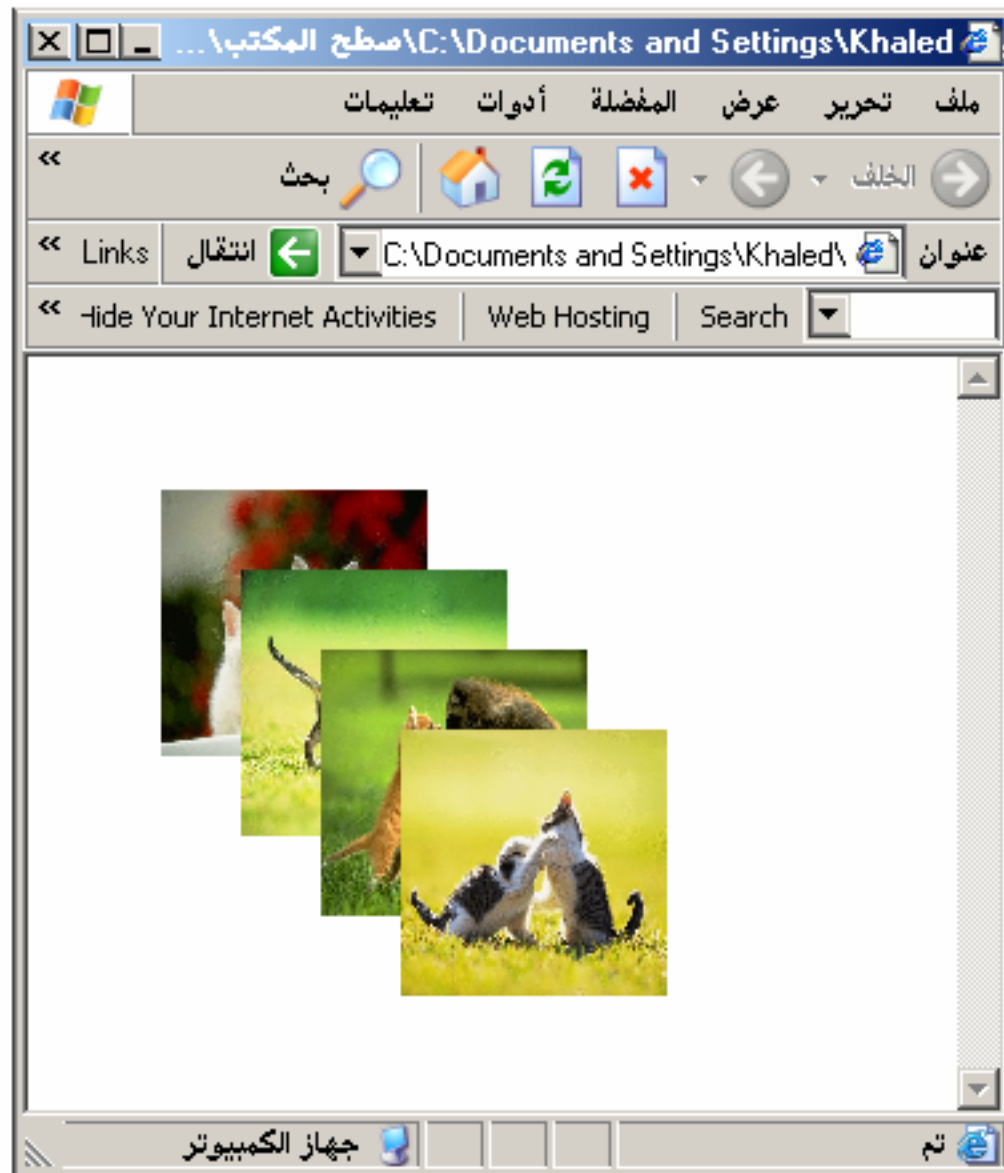 C:\Documents and Settings\Khaled\سطح المكتب\...
ملف تحرير عرض المفضلة أدوات تعليمات
الخلف بحث »
عنوان C:\Documents and Settings\Khaled\ انتقال Links »
Search Web Hosting Hide Your Internet Activities »
تم جهاز الكمبيوتر